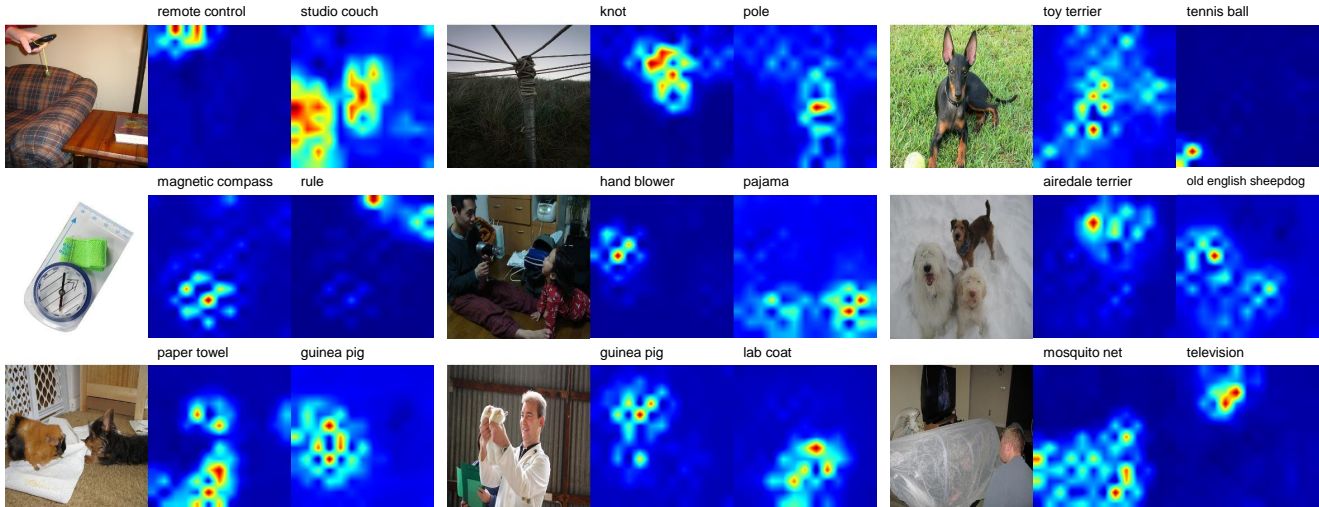 remote control studio couch knot pole toy terrier tennis ball
magnetic compass rule hand blower pajama airedale terrier old english sheepdog
paper towel guinea pig guinea pig lab coat mosquito net television